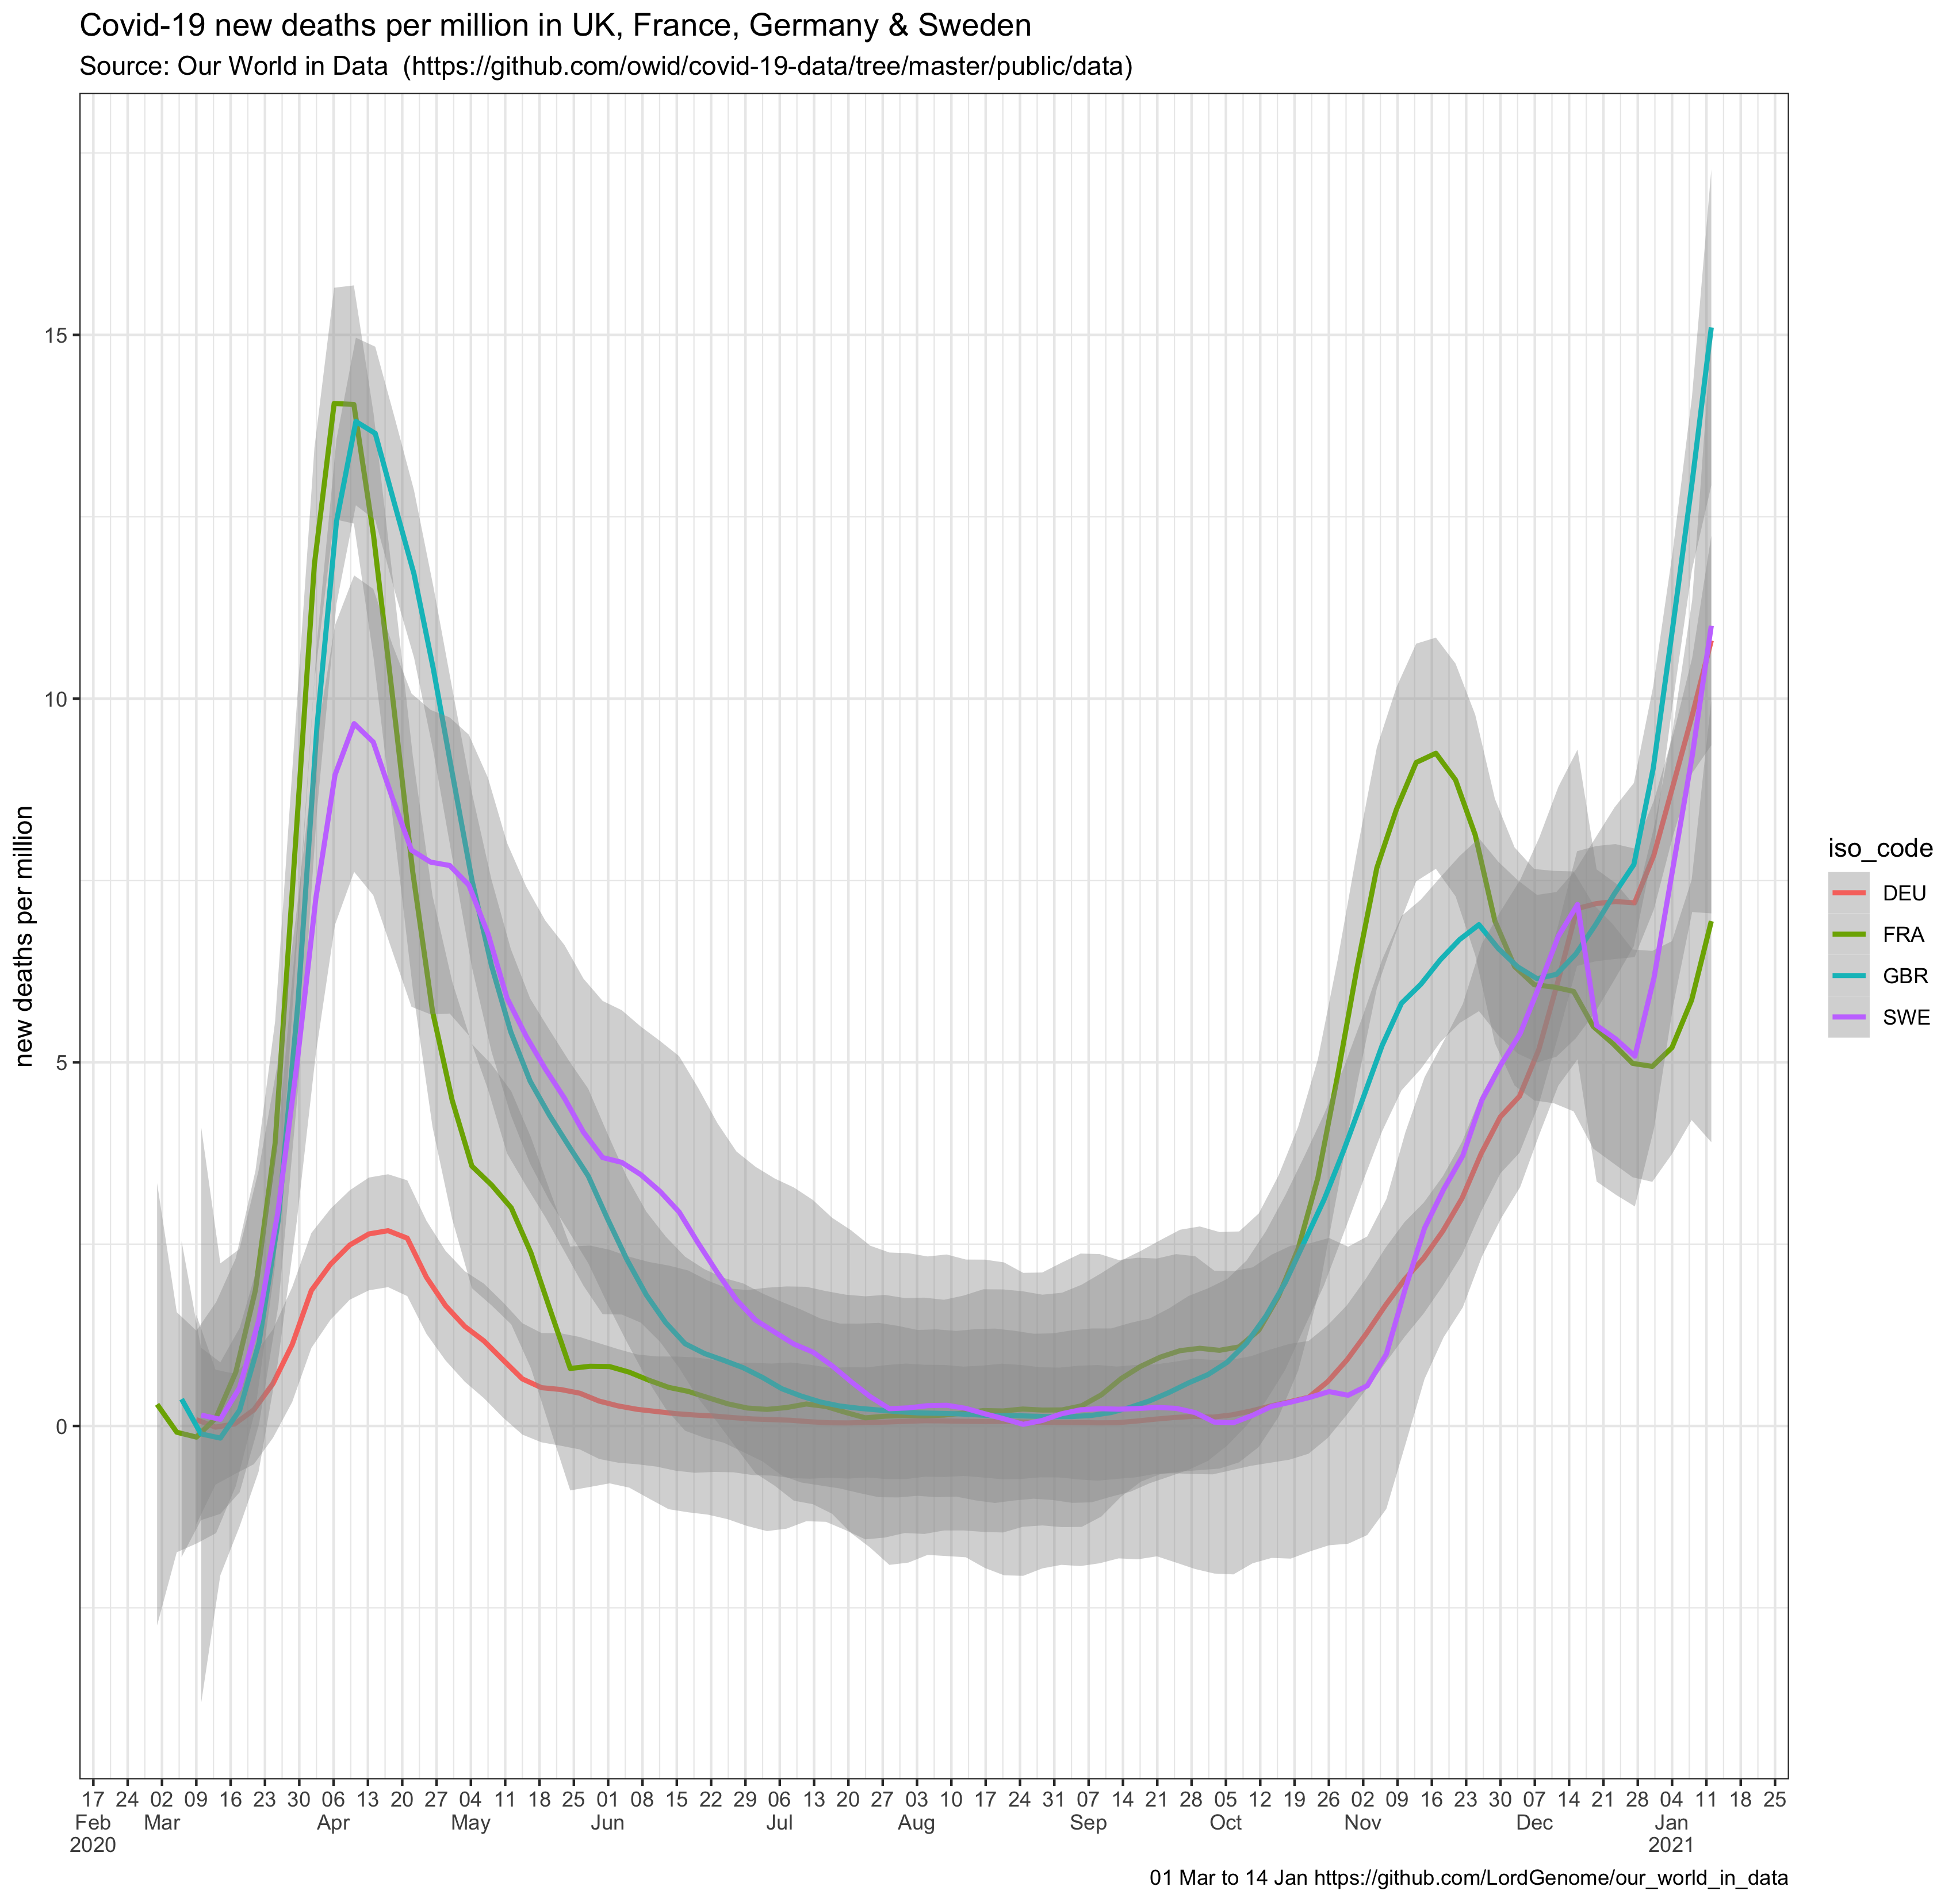 Covid-19 new deaths per million in UK, France, Germany & Sweden
Source: Our World in Data  (https://github.com/owid/covid-19-data/tree/master/public/data)
new deaths per million
15
10
5
0
iso_code
DEU
FRA
GBR
SWE
17 24 02 09 16 23 30 06 13 20 27 04 11 18 25 01 08 15 22 29 06 13 20 27 03 10 17 24 31 07 14 21 28 05 12 19 26 02 09 16 23 30 07 14 21 28 04 11 18 25
Feb Mar Apr May Jun Jul Aug Sep Oct Nov Dec Jan
2020 2021
01 Mar to 14 Jan https://github.com/LordGenome/our_world_in_data